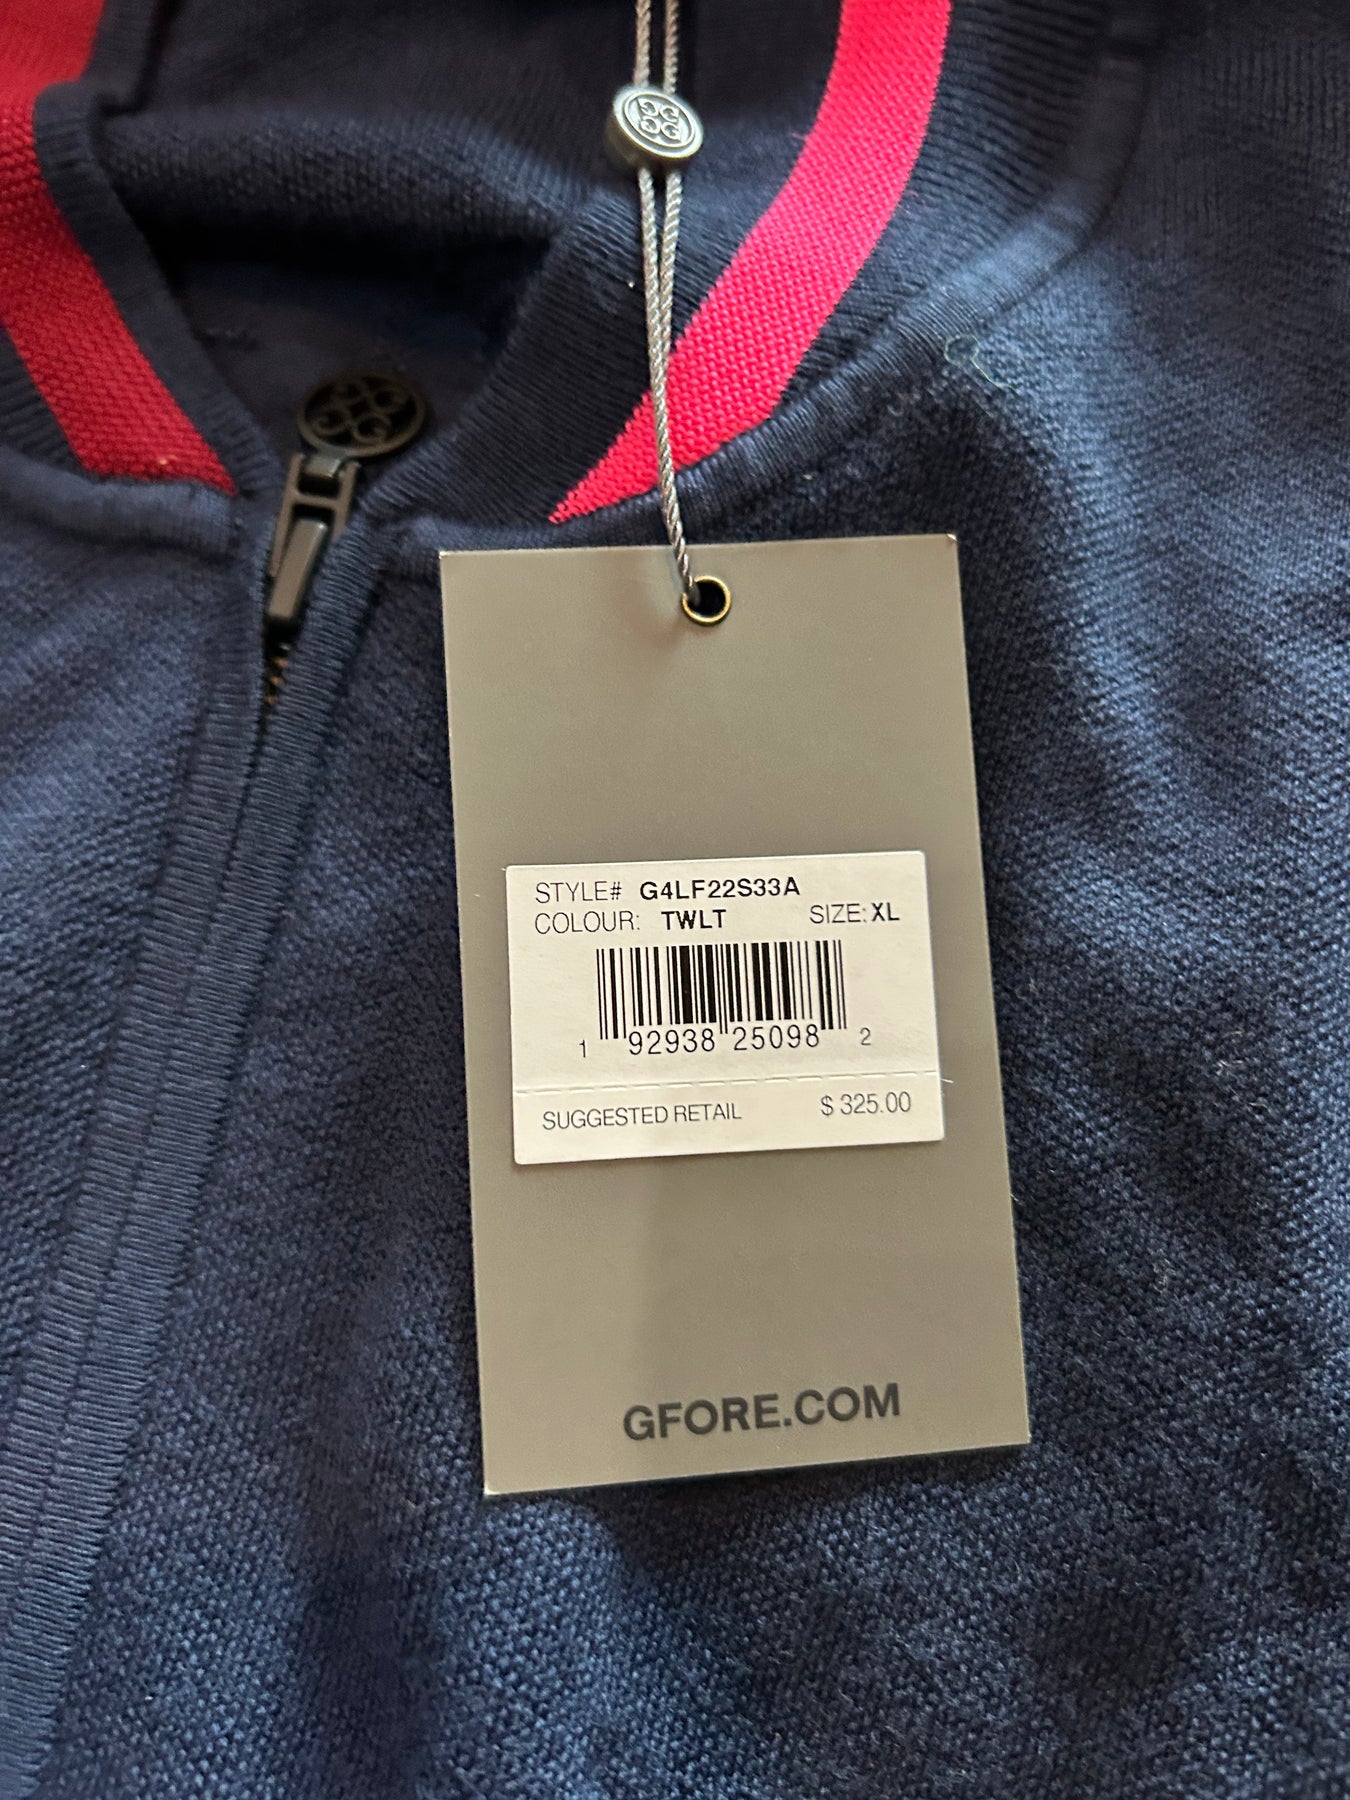 STYLE# G4LF22S33A
COLOUR: TWLT SIZE: XL
1 92938 25098 2
SUGGESTED RETAIL $ 325.00
GFORE.COM